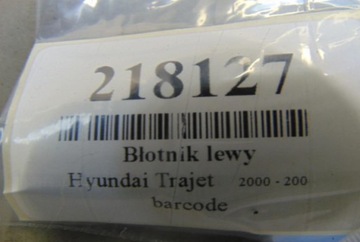 218127
Błotnik lewy
Hyundai Trajet 2000 - 200
barcode